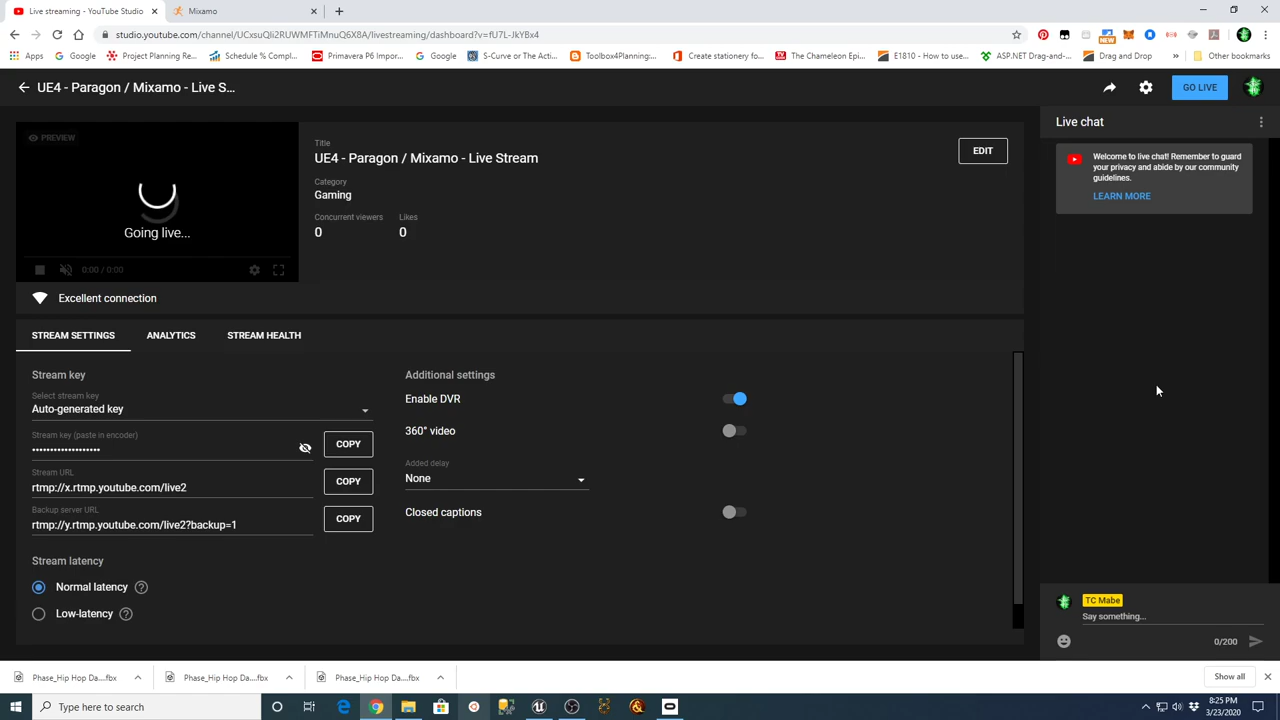 Live streaming - YouTube Studio
Mixamo
studio.youtube.com/channel/UCxsuQli2RUWMFTiMnuQ6X8A/livestreaming/dashboard?v=fU7L-JkYBx4
Apps
Google
Project Planning Re...
Schedule % Compl...
Primavera P6 Impor...
Google
S-Curve or The Acti...
Toolbox4Planning:...
Create stationery fo...
The Chameleon Epi...
E1810 - How to use...
ASP.NET Drag-and-...
Drag and Drop
Other bookmarks
NEW
UE4 - Paragon / Mixamo - Live S...
GO LIVE
PREVIEW
Going live...
0:00 / 0:00
Title
UE4 - Paragon / Mixamo - Live Stream
EDIT
Category
Gaming
Concurrent viewers Likes
0 0
Excellent connection
STREAM SETTINGS ANALYTICS STREAM HEALTH
Stream key
Select stream key
Auto-generated key
Stream key (paste in encoder)
••••••••••••••••••• COPY
Stream URL
rtmp://x.rtmp.youtube.com/live2 COPY
Backup server URL
rtmp://y.rtmp.youtube.com/live2?backup=1 COPY
Stream latency
Normal latency
Low-latency
Additional settings
Enable DVR
360° video
Added delay
None
Closed captions
Live chat
Welcome to live chat! Remember to guard
your privacy and abide by our community
guidelines.
LEARN MORE
TC Mabe
Say something...
0/200
Phase_Hip Hop Da....fbx
Phase_Hip Hop Da....fbx
Phase_Hip Hop Da....fbx
Show all
Type here to search
8:25 PM
3/23/2020